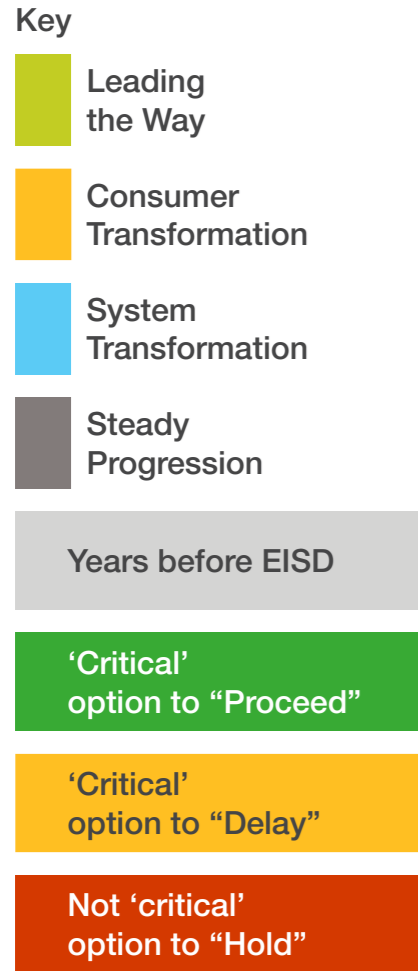 Key
Leading
the Way
Consumer
Transformation
System
Transformation
Steady
Progression
Years before EISD
‘Critical’
option to “Proceed”
‘Critical’
option to “Delay”
Not ‘critical’
option to “Hold”